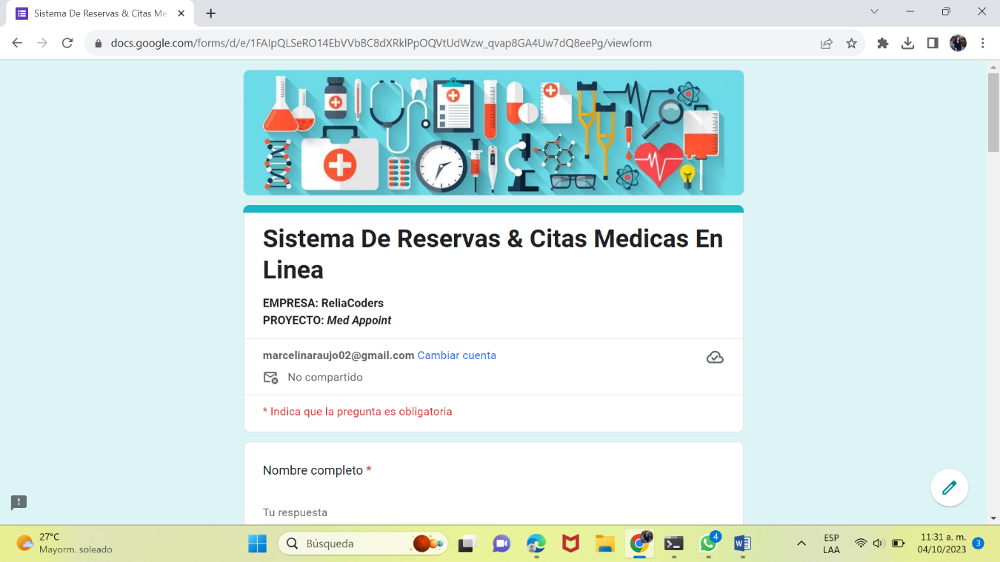 Sistema De Reservas & Citas Me
docs.google.com/forms/d/e/1FAIpQLSeRO14EbVVbBC8dXRklPpOQVtUdWzw_qvap8GA4Uw7dQ8eePg/viewform
Sistema De Reservas & Citas Medicas En
Linea
EMPRESA: ReliaCoders
PROYECTO: Med Appoint
marcelinaraujo02@gmail.com Cambiar cuenta
No compartido
* Indica que la pregunta es obligatoria
Nombre completo *
Tu respuesta
27°C
Mayorm. soleado
Búsqueda
4
ESP
LAA
11:31 a. m.
04/10/2023
3